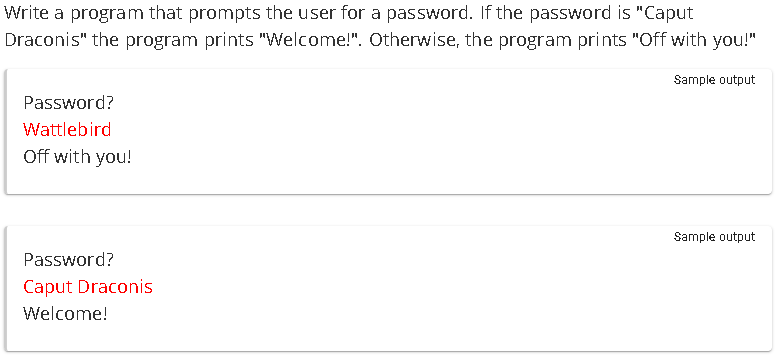 Write a program that prompts the user for a password. If the password is "Caput
Draconis" the program prints "Welcome!". Otherwise, the program prints "Off with you!"
Sample output
Password?
Wattlebird
Off with you!
Sample output
Password?
Caput Draconis
Welcome!